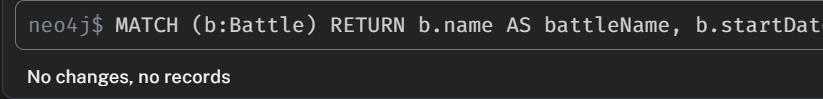 neo4j$ MATCH (b:Battle) RETURN b.name AS battleName, b.startDat
No changes, no records